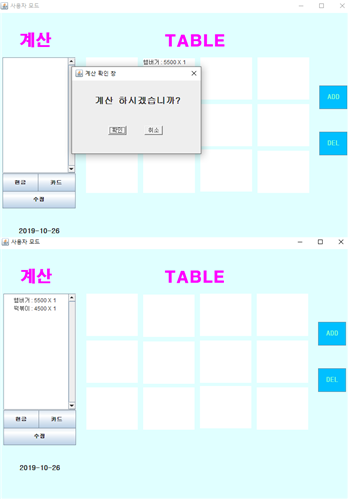 사용자 모드
계산
TABLE
햄버거 : 5500 X 1
계산 확인 창
계산 하시겠습니까?
확인
취소
ADD
DEL
현금
카드
수정
2019-10-26
사용자 모드
계산
TABLE
햄버거 : 5500 X 1
떡볶이 : 4500 X 1
ADD
DEL
현금
카드
수정
2019-10-26